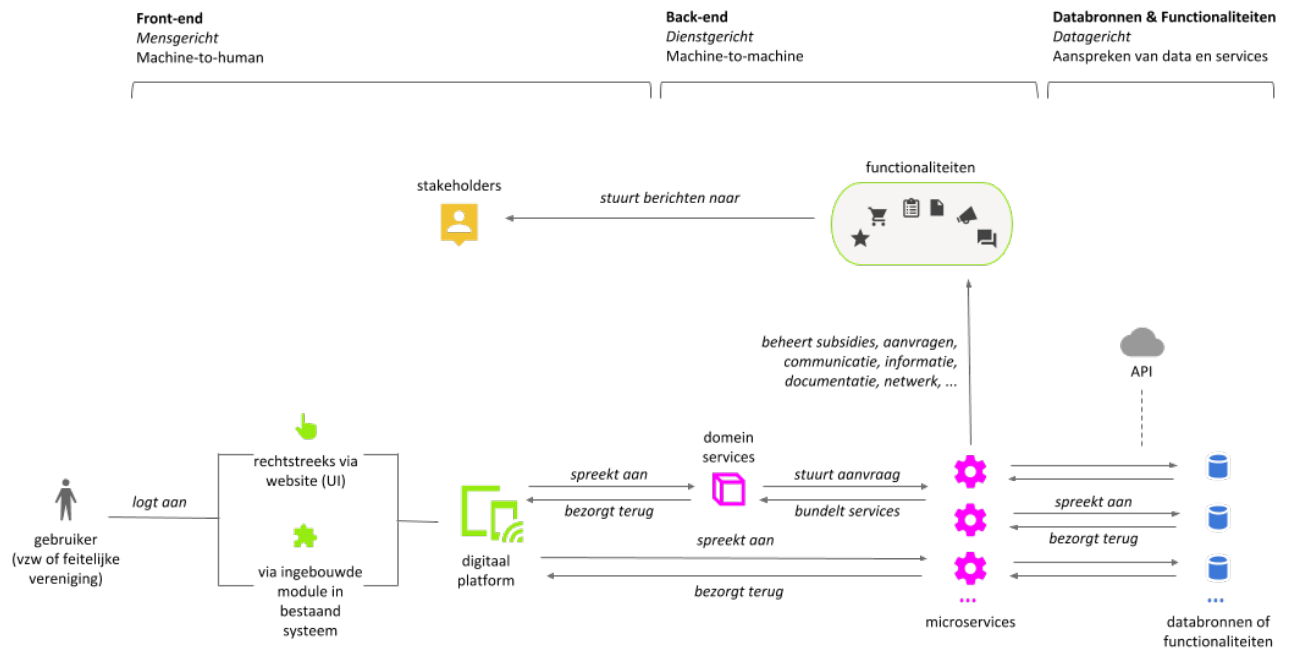 Front-end
Mensgericht
Machine-to-human
Back-end
Dienstgericht
Machine-to-machine
Databronnen & Functionaliteiten
Datagericht
Aanspreken van data en services
functionaliteiten
stakeholders
stuurt berichten naar
beheert subsidies, aanvragen,
communicatie, informatie,
documentatie, netwerk, ...
API
domein
services
rechtstreeks via
website (UI)
spreekt aan
stuurt aanvraag
logt aan
bezorgt terug
bundelt services
spreekt aan
bezorgt terug
gebruiker
(vzw of feitelijke
vereniging)
spreekt aan
digitaal
platform
via ingebouwde
module in
bestaand
systeem
bezorgt terug
...
...
microservices
databronnen of
functionaliteiten